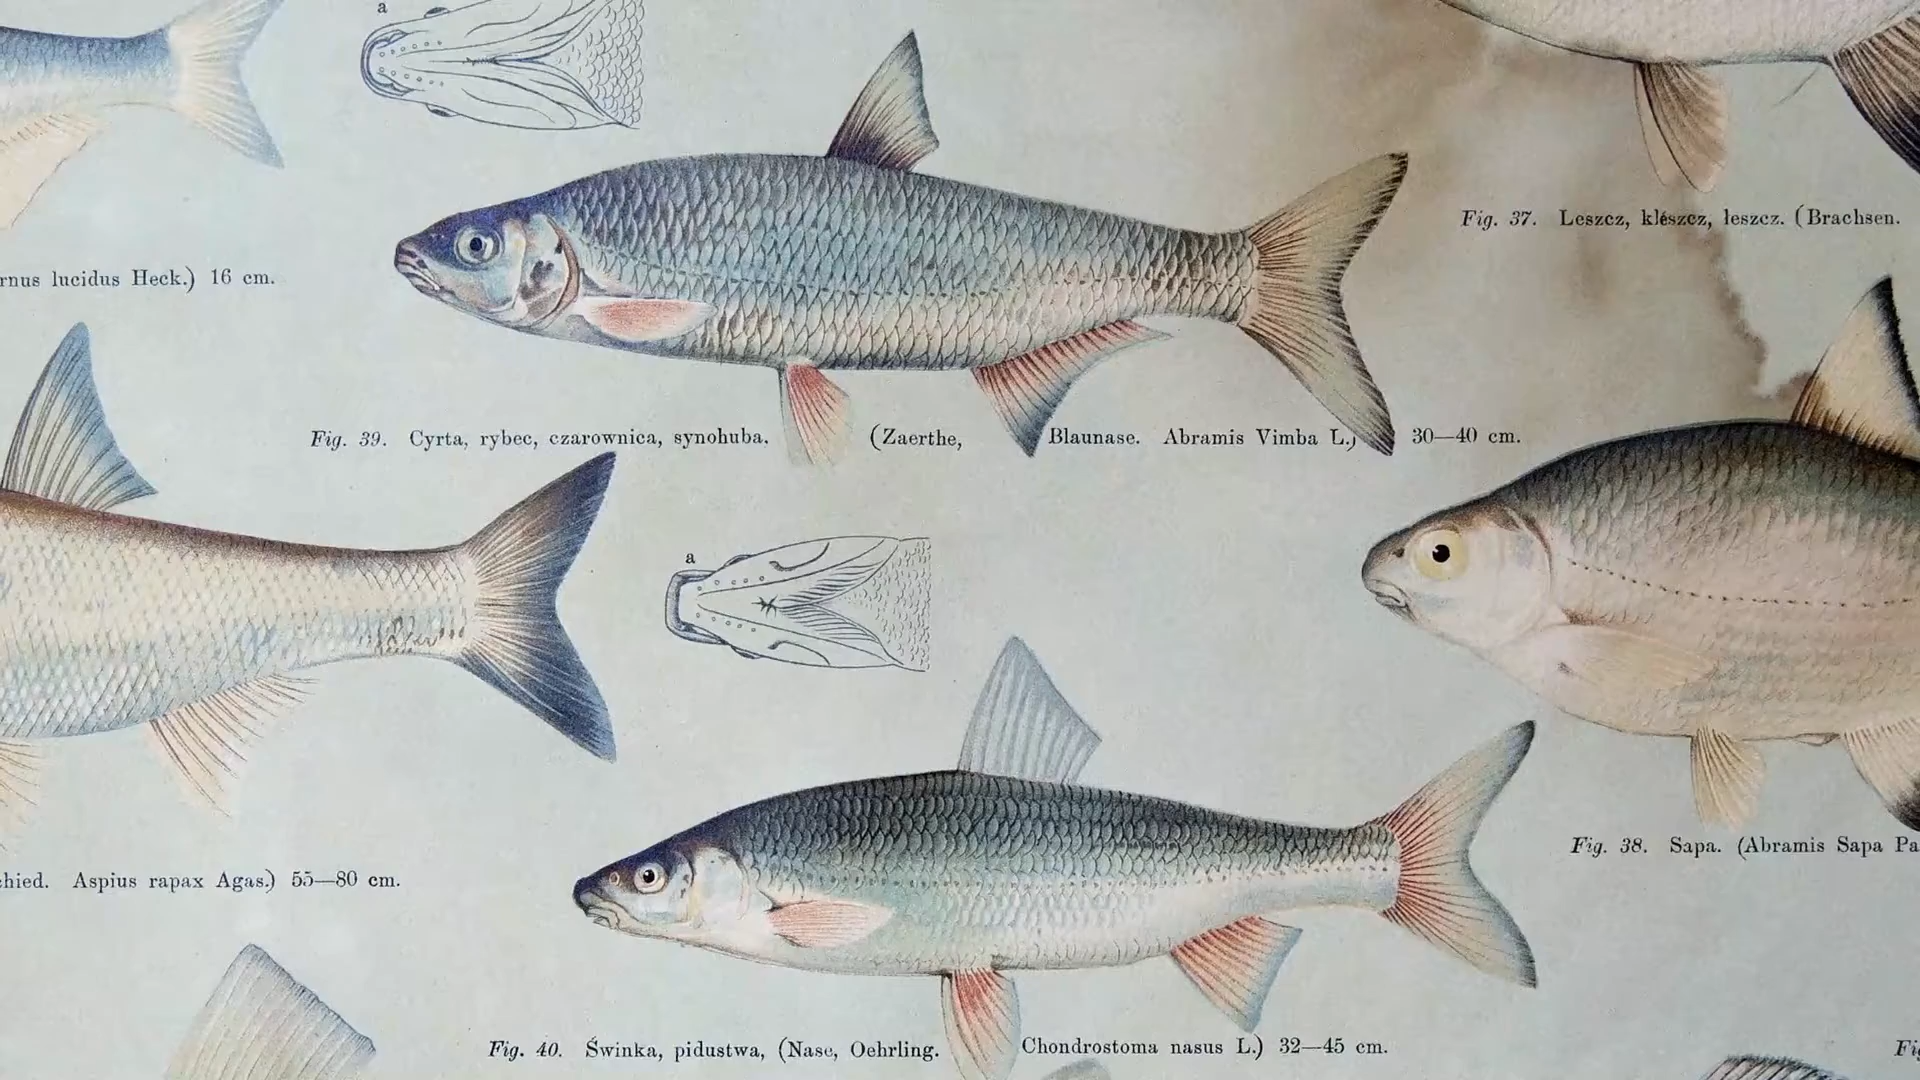 a
Fig. 37. Leszcz, klészcz, łeszcz. (Brachsen.
rnus lucidus Heck.) 16 cm.
Fig. 39. Cyrta, rybec, czarownica, synohuba. (Zaerthe, Blaunase. Abramis Vimba L.) 30—40 cm.
a
Fig. 38. Sapa. (Abramis Sapa Pa
hied. Aspius rapax Agas.) 55—80 cm.
Fig. 40. Świnka, pidustwa, (Nase, Oehrling. Chondrostoma nasus L.) 32—45 cm.
Fi